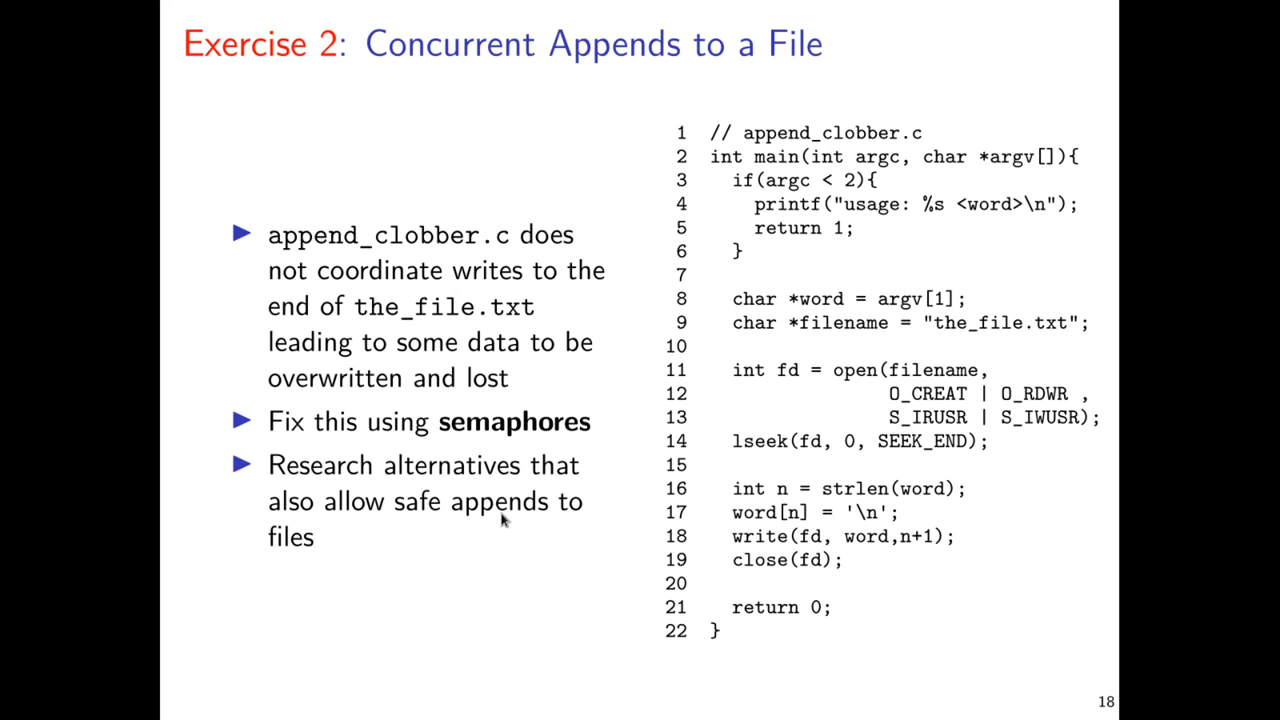 Exercise 2: Concurrent Appends to a File
append_clobber.c does
not coordinate writes to the
end of the_file.txt
leading to some data to be
overwritten and lost
Fix this using semaphores
Research alternatives that
also allow safe appends to
files
1 // append_clobber.c
2 int main(int argc, char *argv[]){
3   if(argc < 2){
4     printf("usage: %s <word>\n");
5     return 1;
6   }
7
8   char *word = argv[1];
9   char *filename = "the_file.txt";
10
11   int fd = open(filename,
12                 O_CREAT | O_RDWR ,
13                 S_IRUSR | S_IWUSR);
14   lseek(fd, 0, SEEK_END);
15
16   int n = strlen(word);
17   word[n] = '\n';
18   write(fd, word,n+1);
19   close(fd);
20
21   return 0;
22 }
18